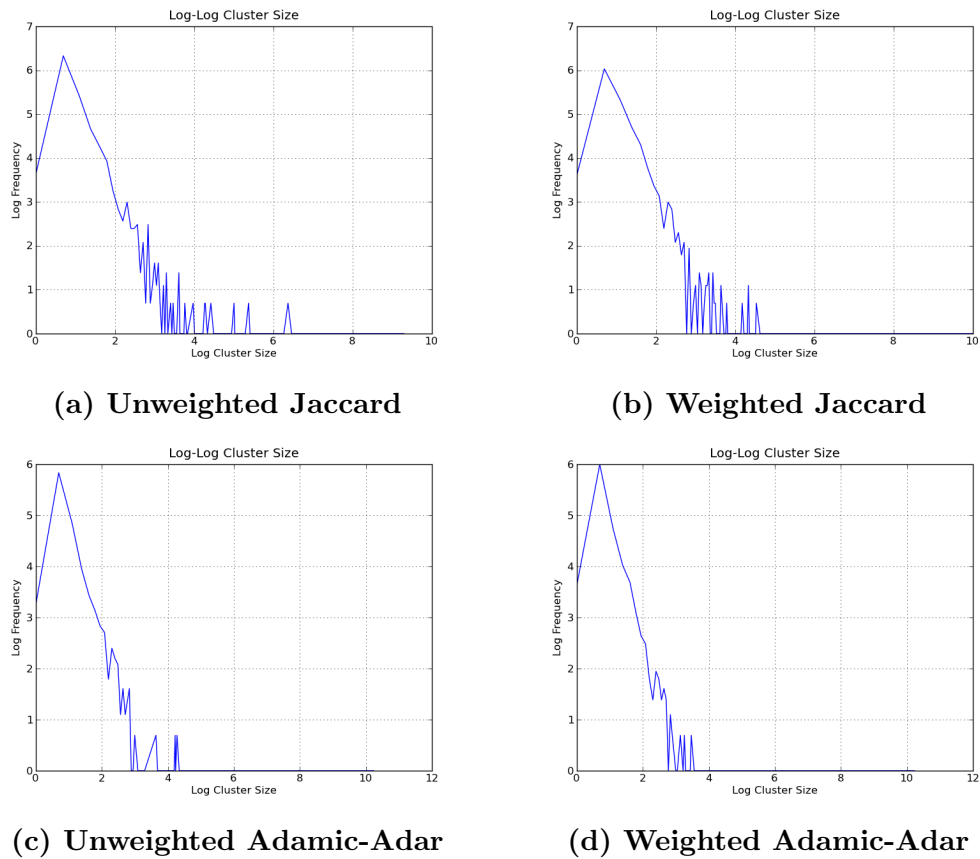 Log-Log Cluster Size
7
6
5
4
3
2
1
0
Log Frequency
0 2 4 6 8 10
Log Cluster Size
(a) Unweighted Jaccard
Log-Log Cluster Size
7
6
5
4
3
2
1
0
Log Frequency
0 2 4 6 8 10
Log Cluster Size
(b) Weighted Jaccard
Log-Log Cluster Size
6
5
4
3
2
1
0
Log Frequency
0 2 4 6 8 10 12
Log Cluster Size
(c) Unweighted Adamic-Adar
Log-Log Cluster Size
6
5
4
3
2
1
0
Log Frequency
0 2 4 6 8 10 12
Log Cluster Size
(d) Weighted Adamic-Adar